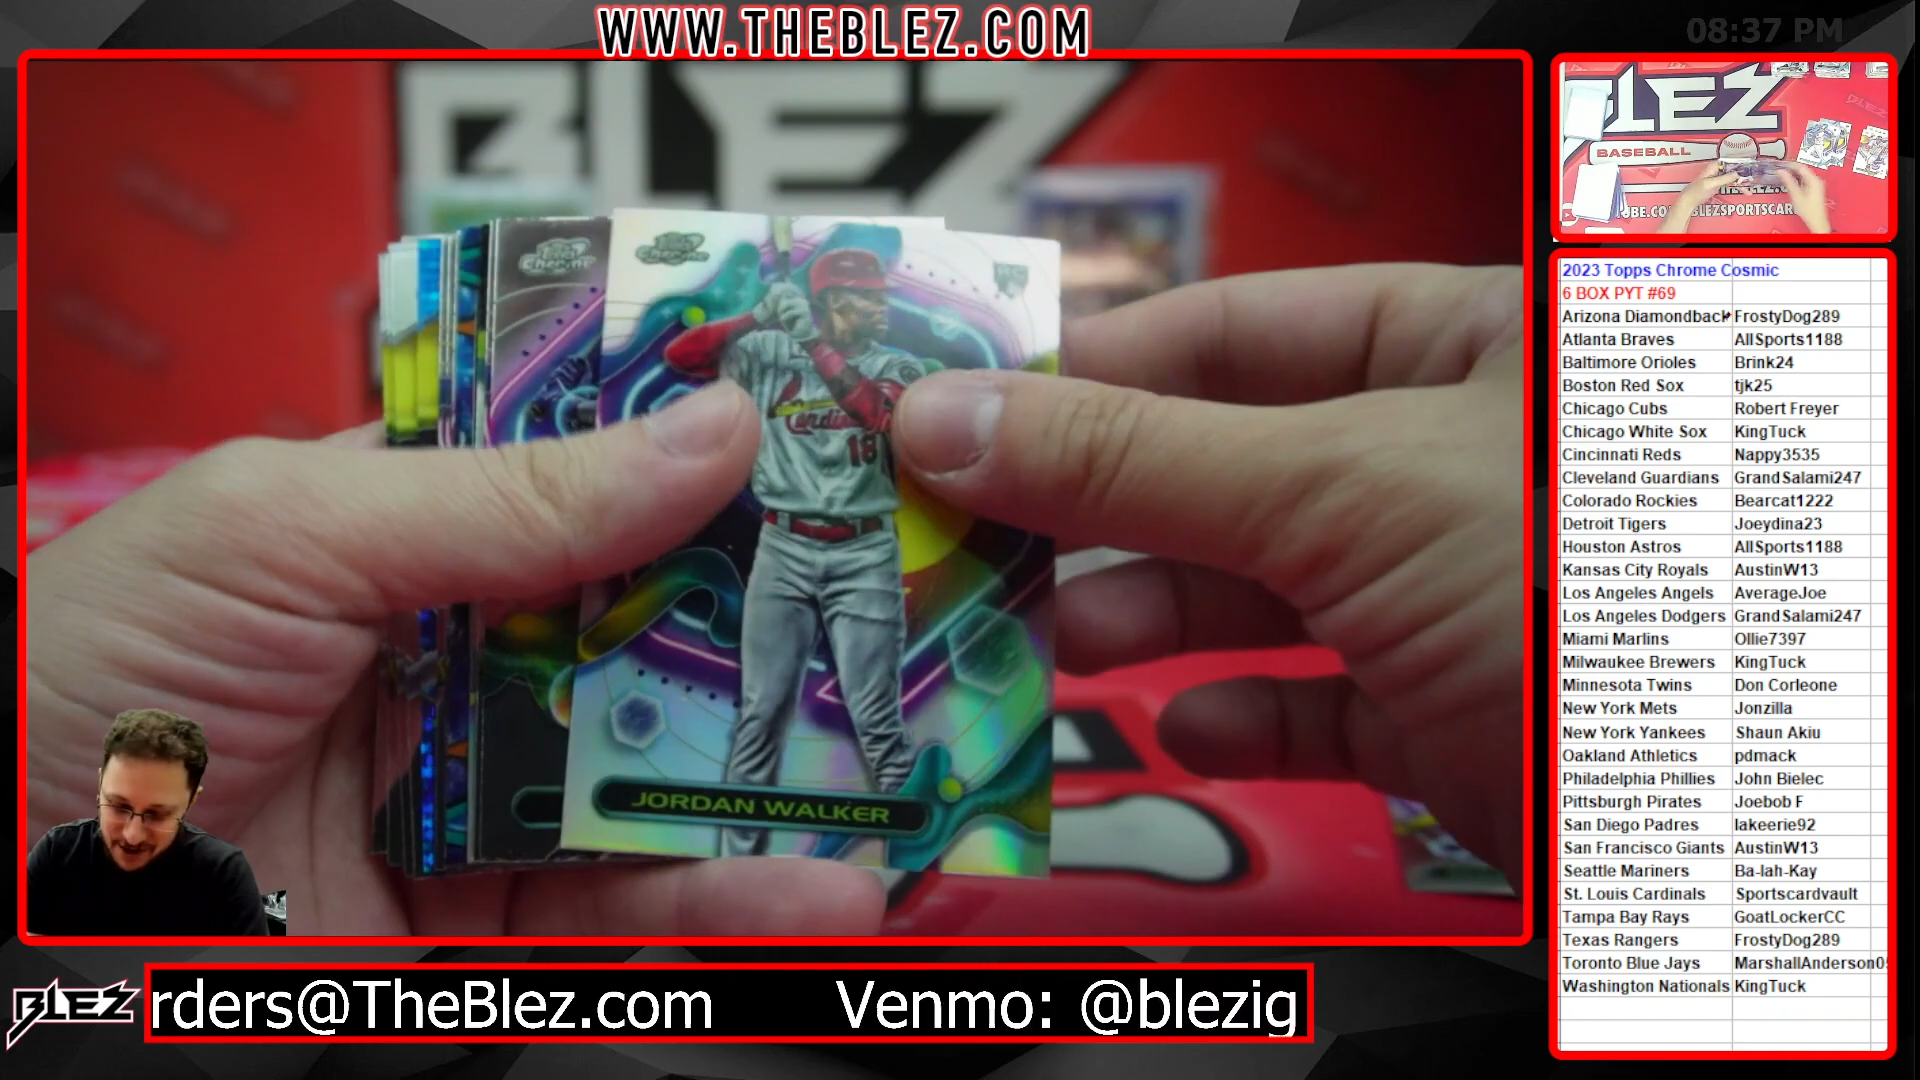 WWW.THEBLEZ.COM
08:37 PM
BLEZ
Topps Chrome
Topps Chrome
RC
Cardinals
18
JORDAN WALKER
BLEZ
BASEBALL
2023 Topps Chrome Cosmic
6 BOX PYT #69
Arizona Diamondback FrostyDog289
Atlanta Braves AllSports1188
Baltimore Orioles Brink24
Boston Red Sox tjk25
Chicago Cubs Robert Freyer
Chicago White Sox KingTuck
Cincinnati Reds Nappy3535
Cleveland Guardians GrandSalami247
Colorado Rockies Bearcat1222
Detroit Tigers Joeydina23
Houston Astros AllSports1188
Kansas City Royals AustinW13
Los Angeles Angels AverageJoe
Los Angeles Dodgers GrandSalami247
Miami Marlins Ollie7397
Milwaukee Brewers KingTuck
Minnesota Twins Don Corleone
New York Mets Jonzilla
New York Yankees Shaun Akiu
Oakland Athletics pdmack
Philadelphia Phillies John Bielec
Pittsburgh Pirates Joebob F
San Diego Padres lakeerie92
San Francisco Giants AustinW13
Seattle Mariners Ba-lah-Kay
St. Louis Cardinals Sportscardvault
Tampa Bay Rays GoatLockerCC
Texas Rangers FrostyDog289
Toronto Blue Jays MarshallAnderson05
Washington Nationals KingTuck
BLEZ
rders@TheBlez.com Venmo: @blezig